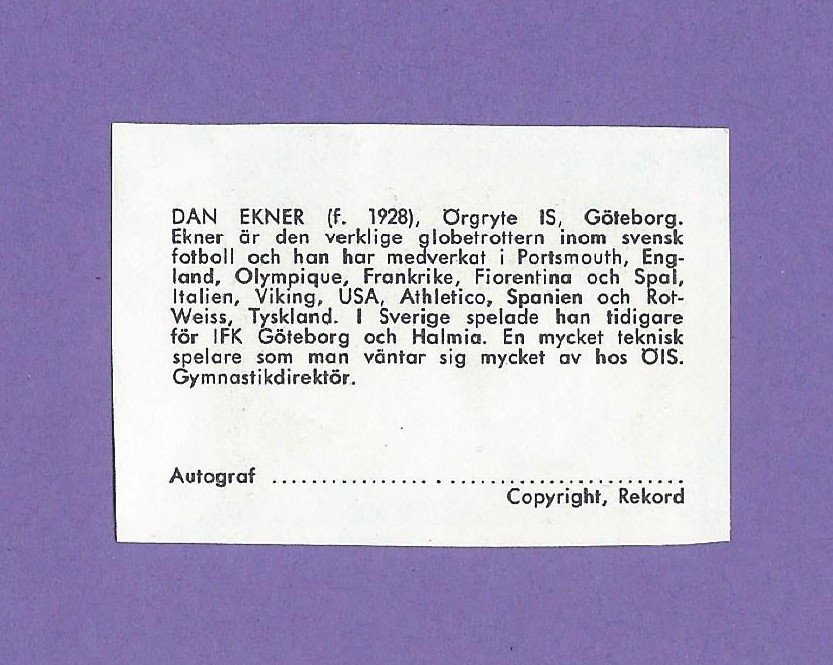 DAN EKNER (f. 1928), Örgryte IS, Göteborg.
Ekner är den verklige globetrottern inom svensk
fotboll och han har medverkat i Portsmouth, Eng-
land, Olympique, Frankrike, Fiorentina och Spal,
Italien, Viking, USA, Athletico, Spanien och Rot-
Weiss, Tyskland. I Sverige spelade han tidigare
för IFK Göteborg och Halmia. En mycket teknisk
spelare som man väntar sig mycket av hos ÖIS.
Gymnastikdirektör.
Autograf ........................................
Copyright, Rekord